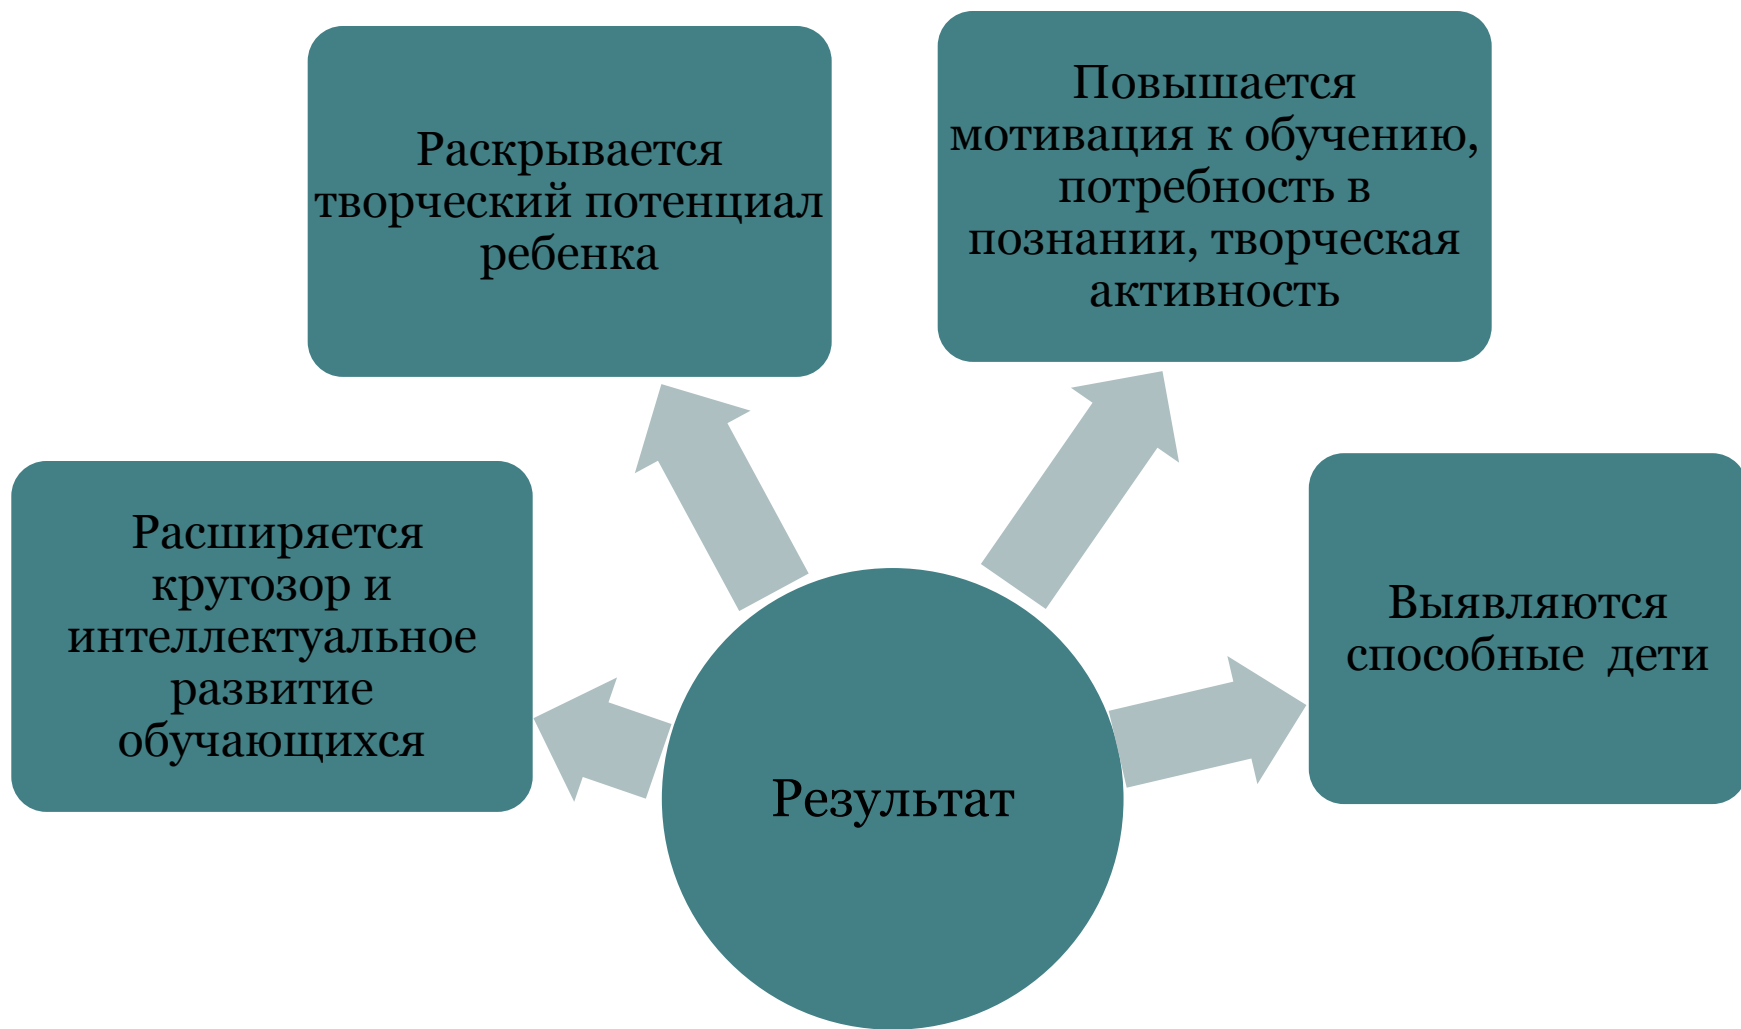 Раскрывается
творческий потенциал
ребенка
Повышается
мотивация к обучению,
потребность в
познании, творческая
активность
Расширяется
кругозор и
интеллектуальное
развитие
обучающихся
Выявляются
способные  дети
Результат